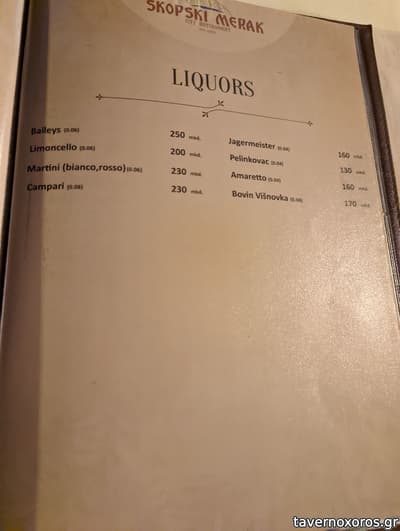 SKOPSKI MERAK
LIQUORS
Baileys (0.06) 250 mkd.
Limoncello (0.06) 200 mkd.
Martini (bianco,rosso) (0.06) 230 mkd.
Campari (0.06) 230 mkd.
Jagermeister (0.04) 160 mkd.
Pelinkovac (0.04) 130 mkd.
Amaretto (0.04) 160 mkd.
Bovin Višnovka (0.04) 170 mkd.
tavernoxoros.gr